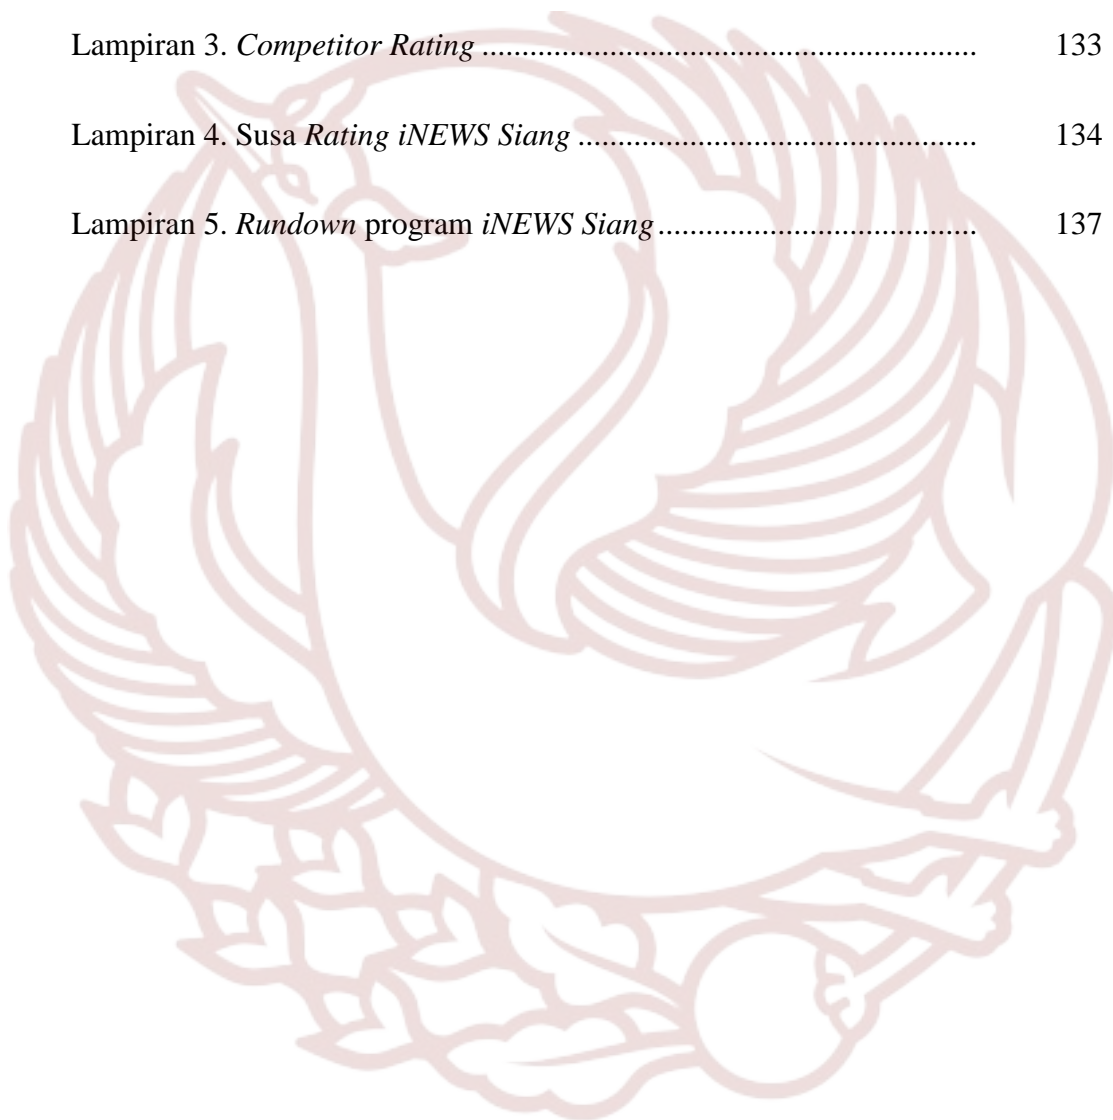 Lampiran 3. Competitor Rating ............................................................. 133
Lampiran 4. Susa Rating iNEWS Siang ................................................. 134
Lampiran 5. Rundown program iNEWS Siang ....................................... 137